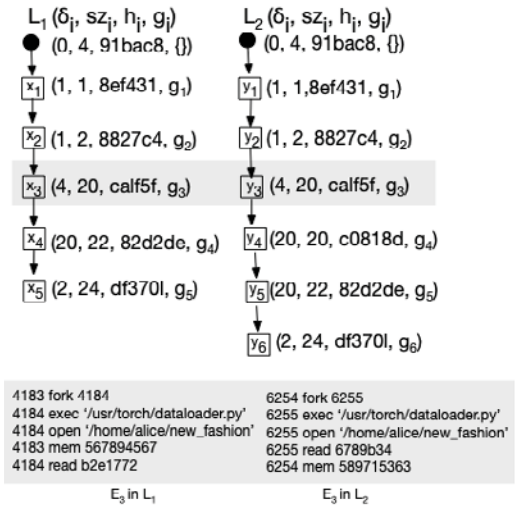 L₁ (δᵢ, szᵢ, hᵢ, gᵢ)
(0, 4, 91bac8, {})
x₁ (1, 1, 8ef431, g₁)
x₂ (1, 2, 8827c4, g₂)
x₃ (4, 20, calf5f, g₃)
x₄ (20, 22, 82d2de, g₄)
x₅ (2, 24, df370l, g₅)
L₂ (δᵢ, szᵢ, hᵢ, gᵢ)
(0, 4, 91bac8, {})
y₁ (1, 1,8ef431, g₁)
y₂ (1, 2, 8827c4, g₂)
y₃ (4, 20, calf5f, g₃)
y₄ (20, 20, c0818d, g₄)
y₅ (20, 22, 82d2de, g₅)
y₆ (2, 24, df370l, g₆)
4183 fork 4184
4184 exec ‘/usr/torch/dataloader.py’
4184 open ‘/home/alice/new_fashion’
4183 mem 567894567
4184 read b2e1772
E₃ in L₁
6254 fork 6255
6255 exec ‘/usr/torch/dataloader.py’
6255 open ‘/home/alice/new_fashion’
6255 read 6789b34
6254 mem 589715363
E₃ in L₂